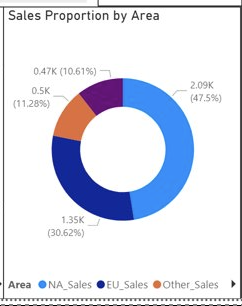 Sales Proportion by Area
0.47K (10.61%)
2.09K
(47.5%)
0.5K
(11.28%)
1.35K
(30.62%)
Area NA_Sales EU_Sales Other_Sales